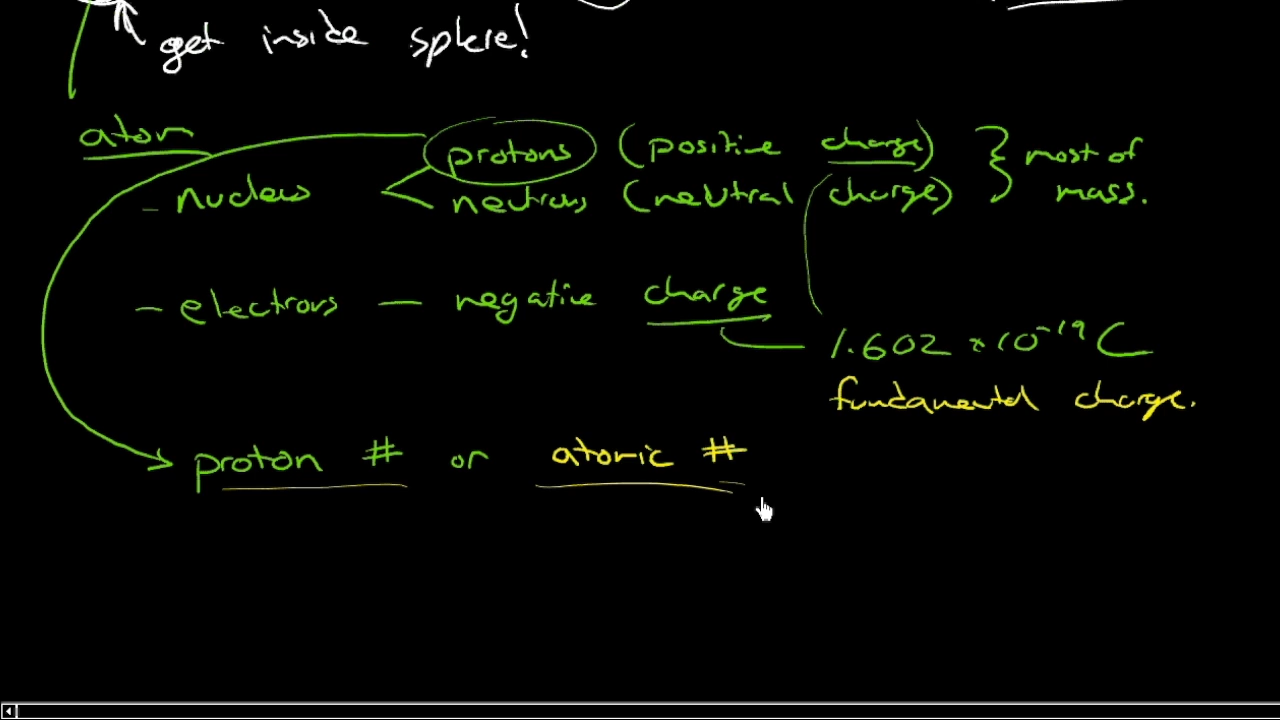 get inside sphere!
atom
- nucleus < protons (positive charge) } most of
neutrons (neutral charge) mass.
- electrons — negative charge
1.602 × 10⁻¹⁹ C
fundamental charge.
proton # or atomic #